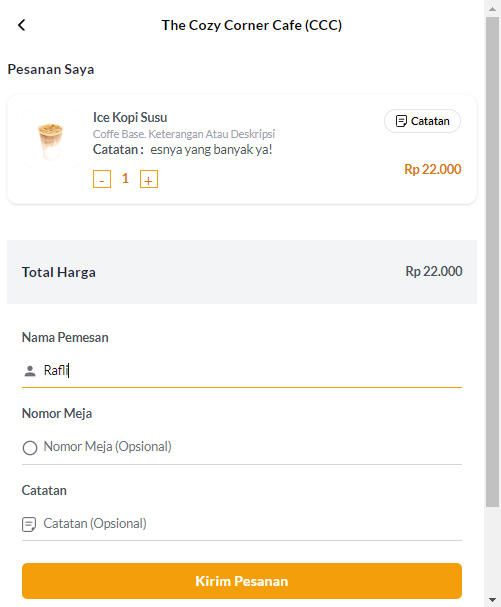 The Cozy Corner Cafe (CCC)
Pesanan Saya
Ice Kopi Susu
Catatan
Coffe Base. Keterangan Atau Deskripsi
Catatan : esnya yang banyak ya!
- 1 +
Rp 22.000
Total Harga
Rp 22.000
Nama Pemesan
Rafli
Nomor Meja
Nomor Meja (Opsional)
Catatan
Catatan (Opsional)
Kirim Pesanan